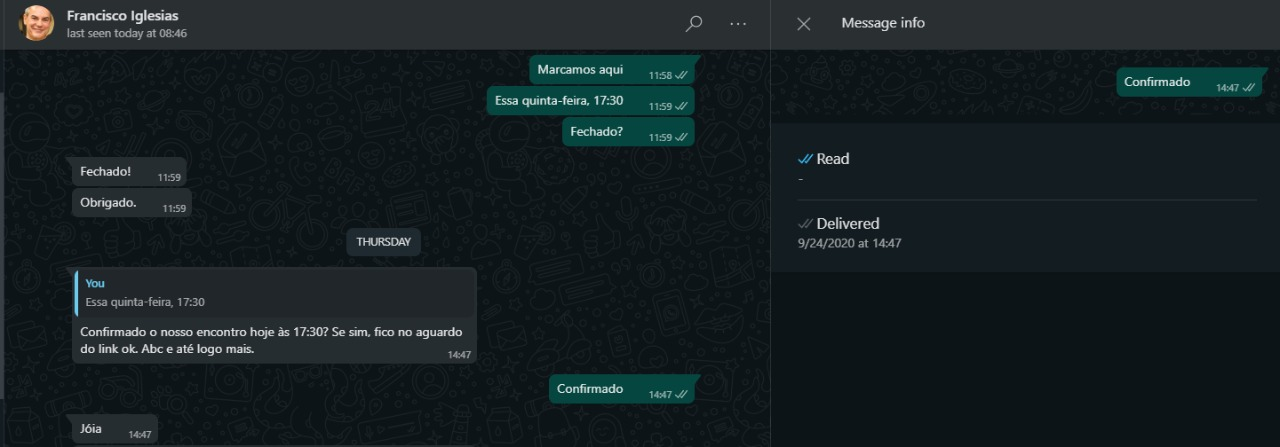 Francisco Iglesias
last seen today at 08:46
Marcamos aqui 11:58
Essa quinta-feira, 17:30 11:59
Fechado? 11:59
Fechado! 11:59
Obrigado. 11:59
THURSDAY
You
Essa quinta-feira, 17:30
Confirmado o nosso encontro hoje às 17:30? Se sim, fico no aguardo
do link ok. Abc e até logo mais.
14:47
Confirmado 14:47
Jóia 14:47
Message info
Confirmado 14:47
Read
-
Delivered
9/24/2020 at 14:47